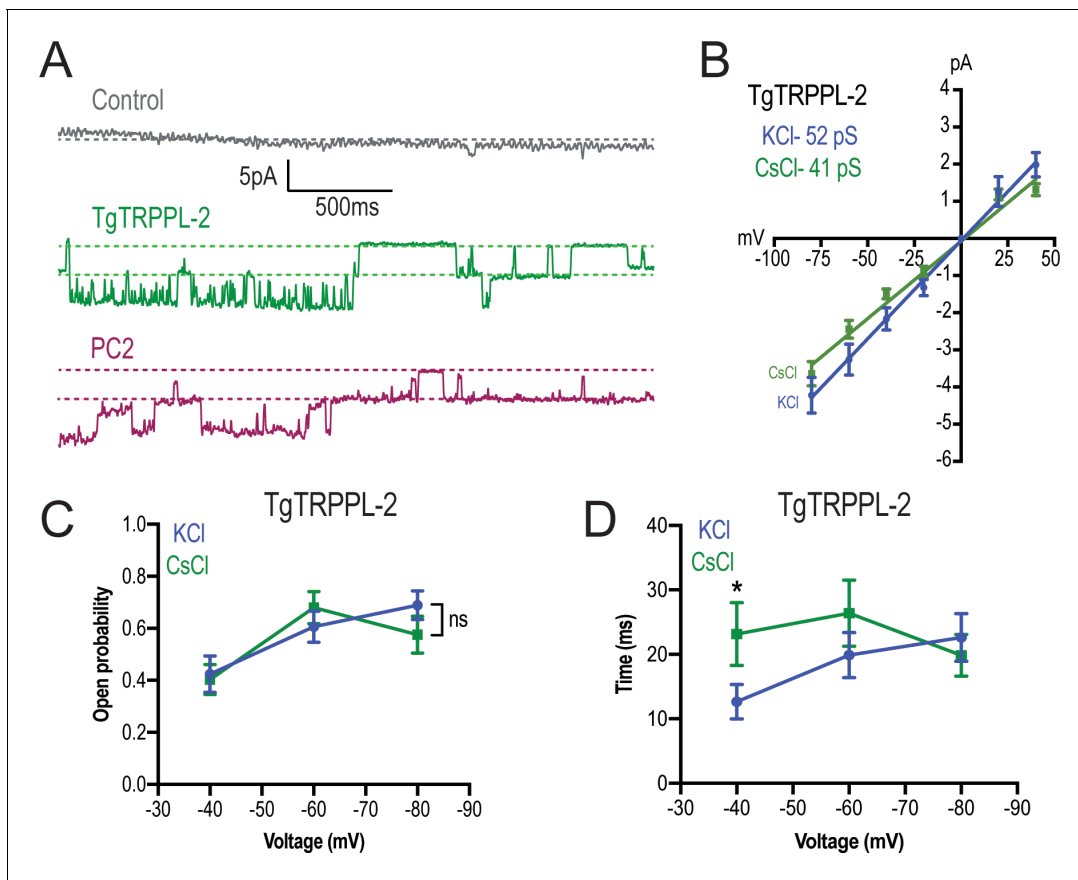 A
Control
5pA
500ms
TgTRPPL-2
PC2
B
pA
TgTRPPL-2
KCl- 52 pS
CsCl- 41 pS
4
3
2
1
mV
-100 -75 -50 -25 25 50
-1
-2
-3
-4
-5
-6
CsCl
KCl
C
TgTRPPL-2
KCl
CsCl
ns
Open probability
1.0
0.8
0.6
0.4
0.2
0.0
-30 -40 -50 -60 -70 -80 -90
Voltage (mV)
D
TgTRPPL-2
KCl
CsCl
*
Time (ms)
40
30
20
10
0
-30 -40 -50 -60 -70 -80 -90
Voltage (mV)